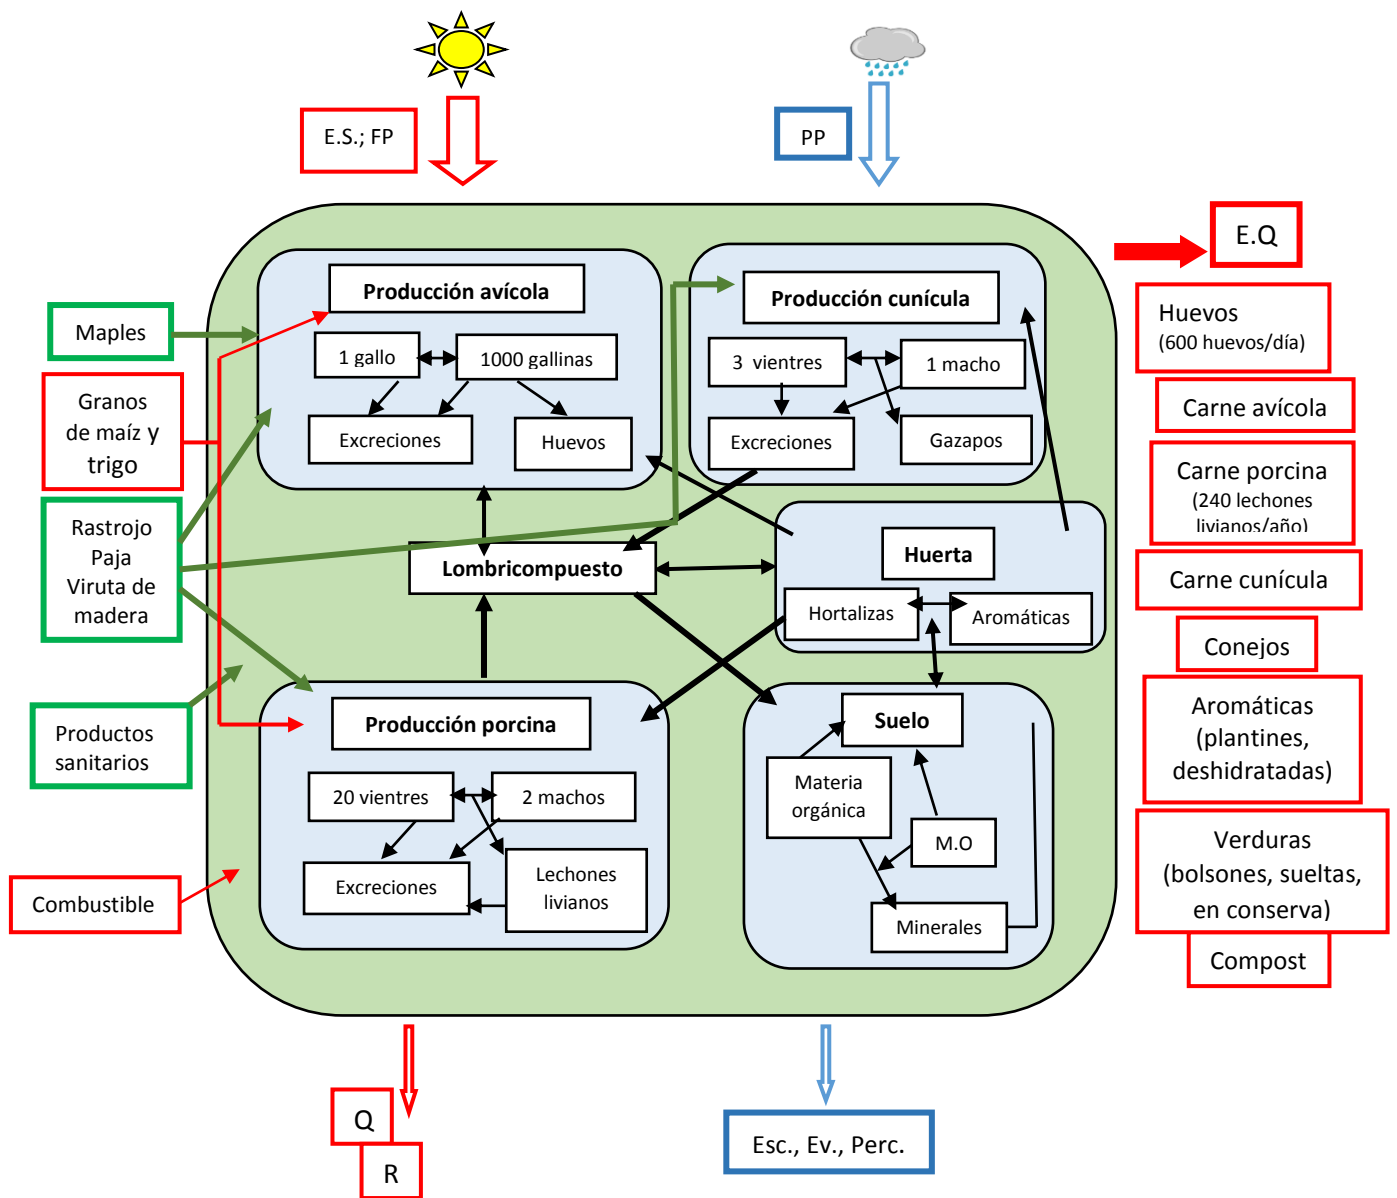 E.S.; FP
PP
E.Q
Producción avícola
1 gallo
1000 gallinas
Excreciones
Huevos
Producción cunícula
3 vientres
1 macho
Excreciones
Gazapos
Maples
Granos
de maíz y
trigo
Rastrojo
Paja
Viruta de
madera
Productos
sanitarios
Combustible
Lombricompuesto
Huerta
Hortalizas
Aromáticas
Producción porcina
20 vientres
2 machos
Excreciones
Lechones
livianos
Suelo
Materia
orgánica
M.O
Minerales
Huevos
(600 huevos/día)
Carne avícola
Carne porcina
(240 lechones
livianos/año)
Carne cunícula
Conejos
Aromáticas
(plantines,
deshidratadas)
Verduras
(bolsones, sueltas,
en conserva)
Compost
Q
R
Esc., Ev., Perc.